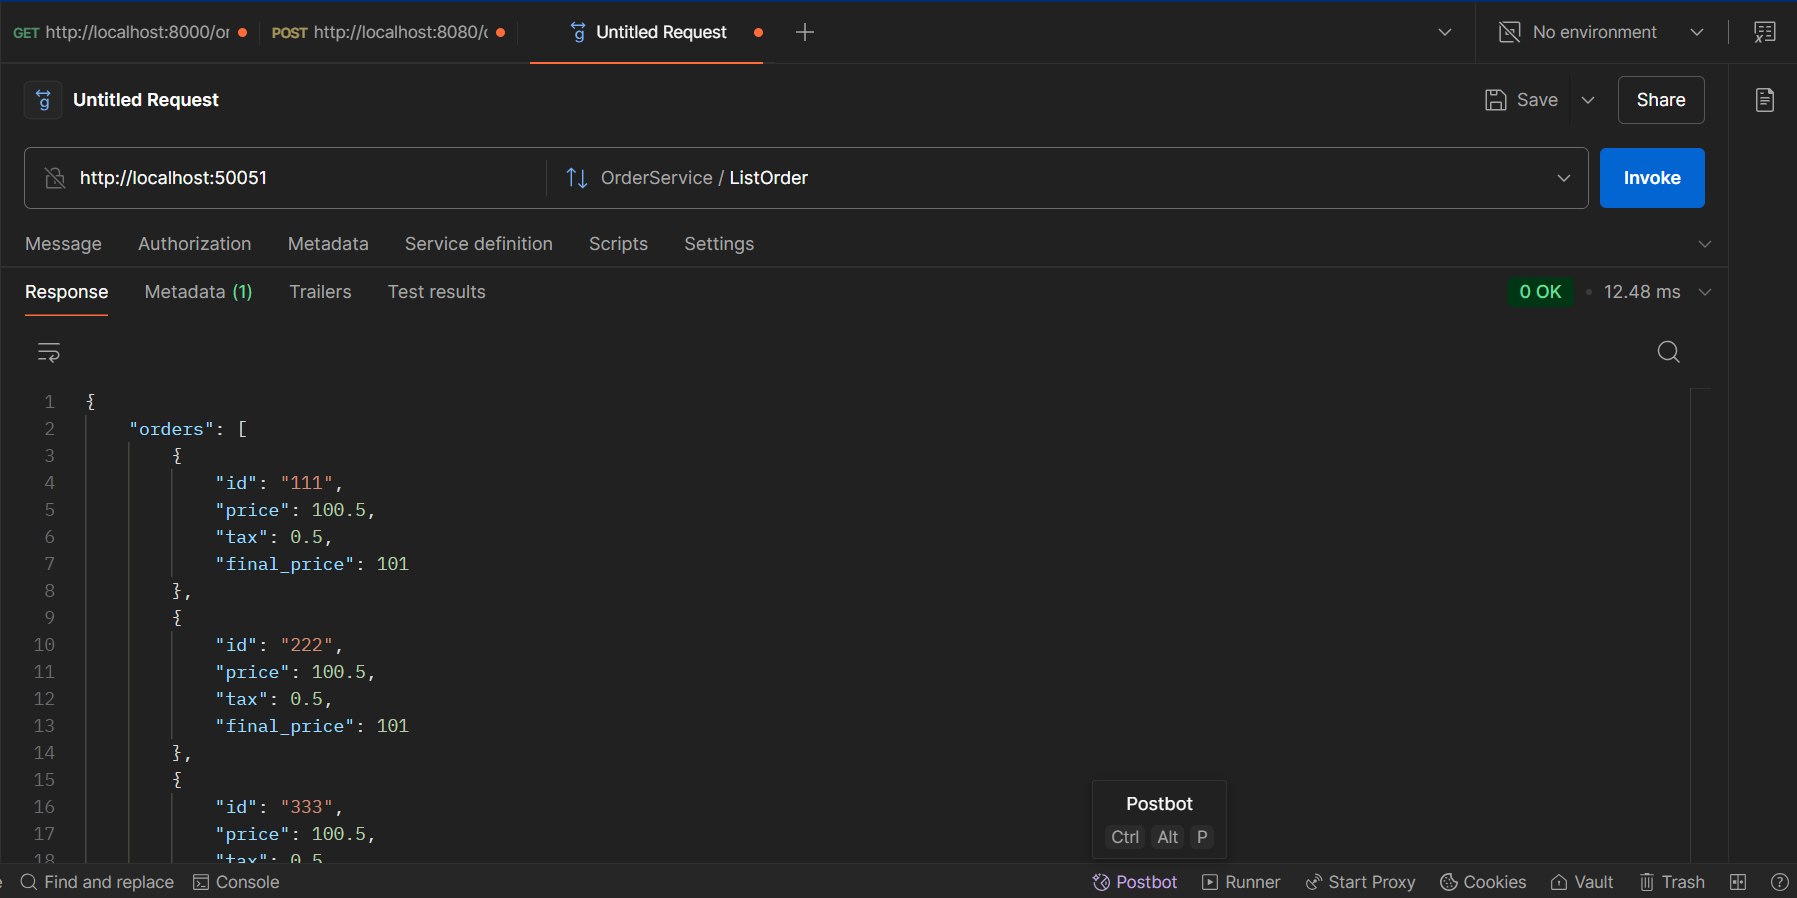 GET http://localhost:8000/or
POST http://localhost:8080/c
Untitled Request
No environment
Untitled Request
Save
Share
http://localhost:50051
OrderService / ListOrder
Invoke
Message Authorization Metadata Service definition Scripts Settings
Response Metadata (1) Trailers Test results
0 OK • 12.48 ms
1 {
2 "orders": [
3 {
4 "id": "111",
5 "price": 100.5,
6 "tax": 0.5,
7 "final_price": 101
8 },
9 {
10 "id": "222",
11 "price": 100.5,
12 "tax": 0.5,
13 "final_price": 101
14 },
15 {
16 "id": "333",
17 "price": 100.5,
18 "tax": 0.5
Postbot
Ctrl Alt P
Find and replace Console Postbot Runner Start Proxy Cookies Vault Trash